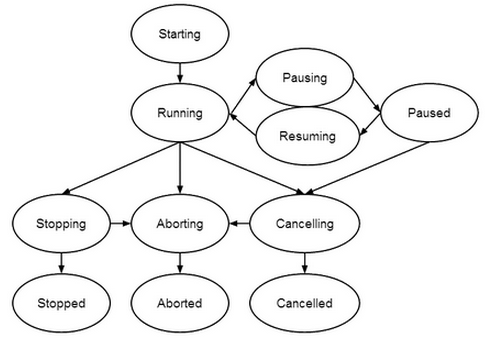 Starting
Pausing
Running
Paused
Resuming
Stopping
Aborting
Cancelling
Stopped
Aborted
Cancelled